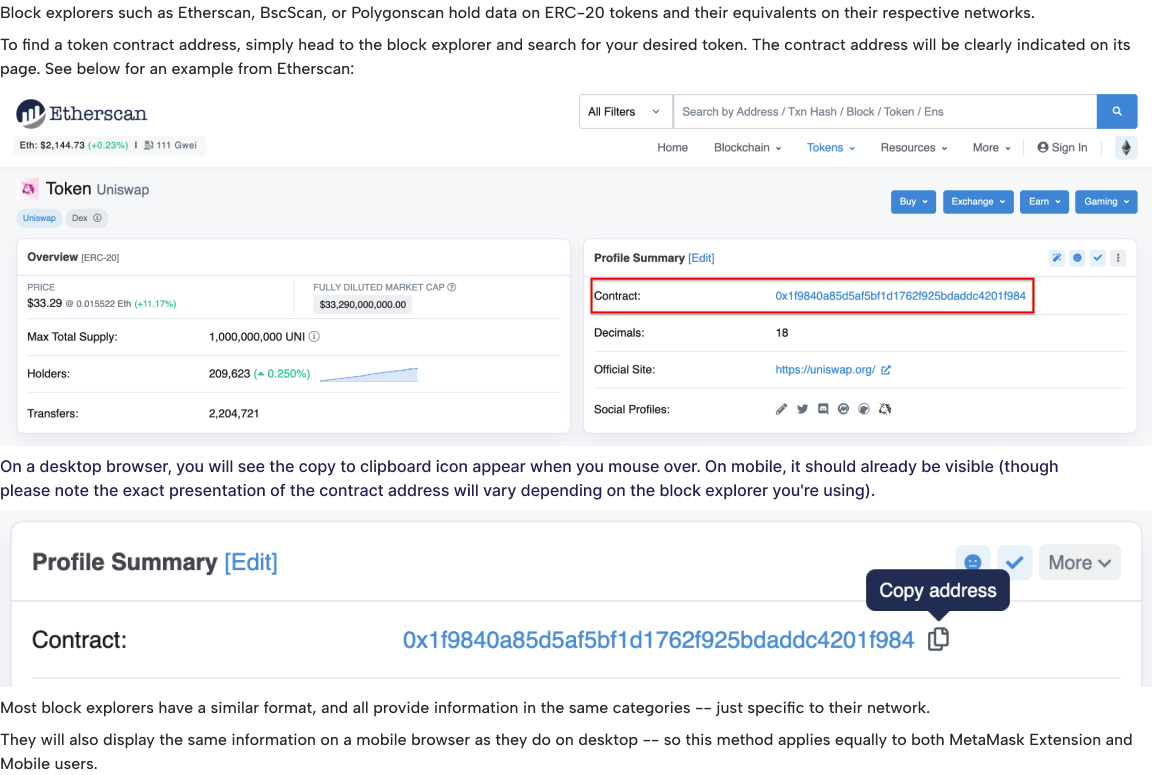 Block explorers such as Etherscan, BscScan, or Polygonscan hold data on ERC-20 tokens and their equivalents on their respective networks.
To find a token contract address, simply head to the block explorer and search for your desired token. The contract address will be clearly indicated on its
page. See below for an example from Etherscan:
Etherscan
All Filters
Search by Address / Txn Hash / Block / Token / Ens
Eth: $2,144.73 (+0.23%) | 111 Gwei
Home Blockchain Tokens Resources More Sign In
Token Uniswap
Buy Exchange Earn Gaming
Uniswap Dex
Overview [ERC-20]
PRICE
$33.29 @ 0.015522 Eth (+11.17%)
FULLY DILUTED MARKET CAP
$33,290,000,000.00
Max Total Supply: 1,000,000,000 UNI
Holders: 209,623 (0.250%)
Transfers: 2,204,721
Profile Summary [Edit]
Contract: 0x1f9840a85d5af5bf1d1762f925bdaddc4201f984
Decimals: 18
Official Site: https://uniswap.org/
Social Profiles:
On a desktop browser, you will see the copy to clipboard icon appear when you mouse over. On mobile, it should already be visible (though
please note the exact presentation of the contract address will vary depending on the block explorer you're using).
Profile Summary [Edit]
More
Copy address
Contract: 0x1f9840a85d5af5bf1d1762f925bdaddc4201f984
Most block explorers have a similar format, and all provide information in the same categories -- just specific to their network.
They will also display the same information on a mobile browser as they do on desktop -- so this method applies equally to both MetaMask Extension and
Mobile users.